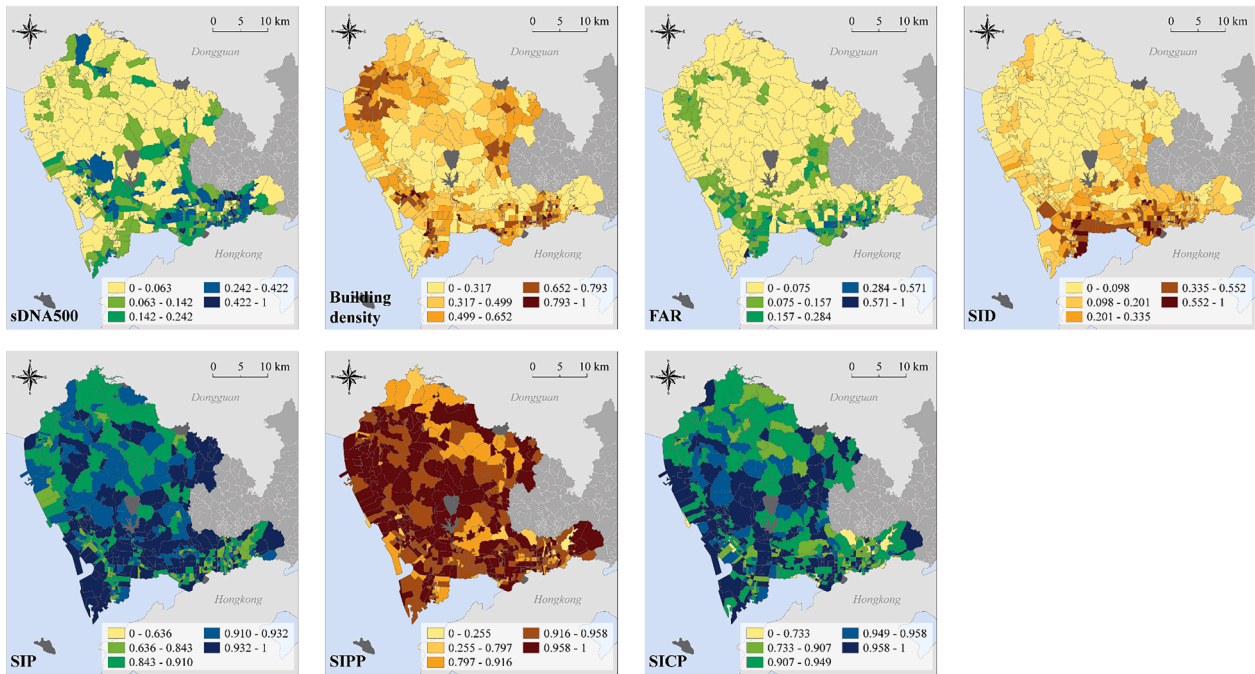 0 5 10 km
Dongguan
Hongkong
0 - 0.063
0.063 - 0.142
0.142 - 0.242
0.242 - 0.422
0.422 - 1
sDNA500
0 5 10 km
Dongguan
Hongkong
0 - 0.317
0.317 - 0.499
0.499 - 0.652
0.652 - 0.793
0.793 - 1
Building
density
0 5 10 km
Dongguan
Hongkong
0 - 0.075
0.075 - 0.157
0.157 - 0.284
0.284 - 0.571
0.571 - 1
FAR
0 5 10 km
Dongguan
Hongkong
0 - 0.098
0.098 - 0.201
0.201 - 0.335
0.335 - 0.552
0.552 - 1
SID
0 5 10 km
Dongguan
Hongkong
0 - 0.636
0.636 - 0.843
0.843 - 0.910
0.910 - 0.932
0.932 - 1
SIP
0 5 10 km
Dongguan
Hongkong
0 - 0.255
0.255 - 0.797
0.797 - 0.916
0.916 - 0.958
0.958 - 1
SIPP
0 5 10 km
Dongguan
Hongkong
0 - 0.733
0.733 - 0.907
0.907 - 0.949
0.949 - 0.958
0.958 - 1
SICP